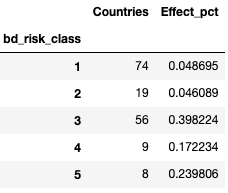 Countries Effect_pct
bd_risk_class
1 74 0.048695
2 19 0.046089
3 56 0.398224
4 9 0.172234
5 8 0.239806